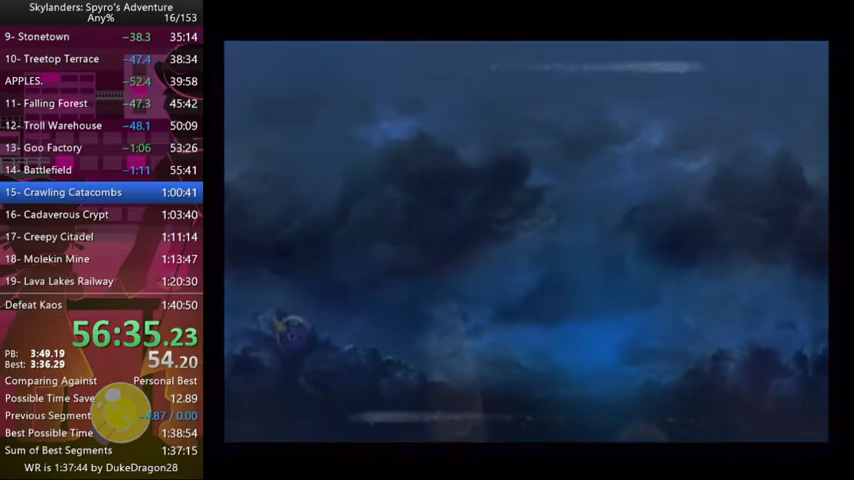 Skylanders: Spyro's Adventure
Any% 16/153
9- Stonetown −38.3 35:14
10- Treetop Terrace −47.4 38:34
APPLES. −52.4 39:58
11- Falling Forest −47.3 45:42
12- Troll Warehouse −48.1 50:09
13- Goo Factory −1:06 53:26
14- Battlefield −1:11 55:41
15- Crawling Catacombs 1:00:41
16- Cadaverous Crypt 1:03:40
17- Creepy Citadel 1:11:14
18- Molekin Mine 1:13:47
19- Lava Lakes Railway 1:20:30
Defeat Kaos 1:40:50
56:35.23
PB: 3:49.19
Best: 3:36.29 54.20
Comparing Against Personal Best
Possible Time Save 12.89
Previous Segment −4.87 / 0.00
Best Possible Time 1:38:54
Sum of Best Segments 1:37:15
WR is 1:37:44 by DukeDragon28